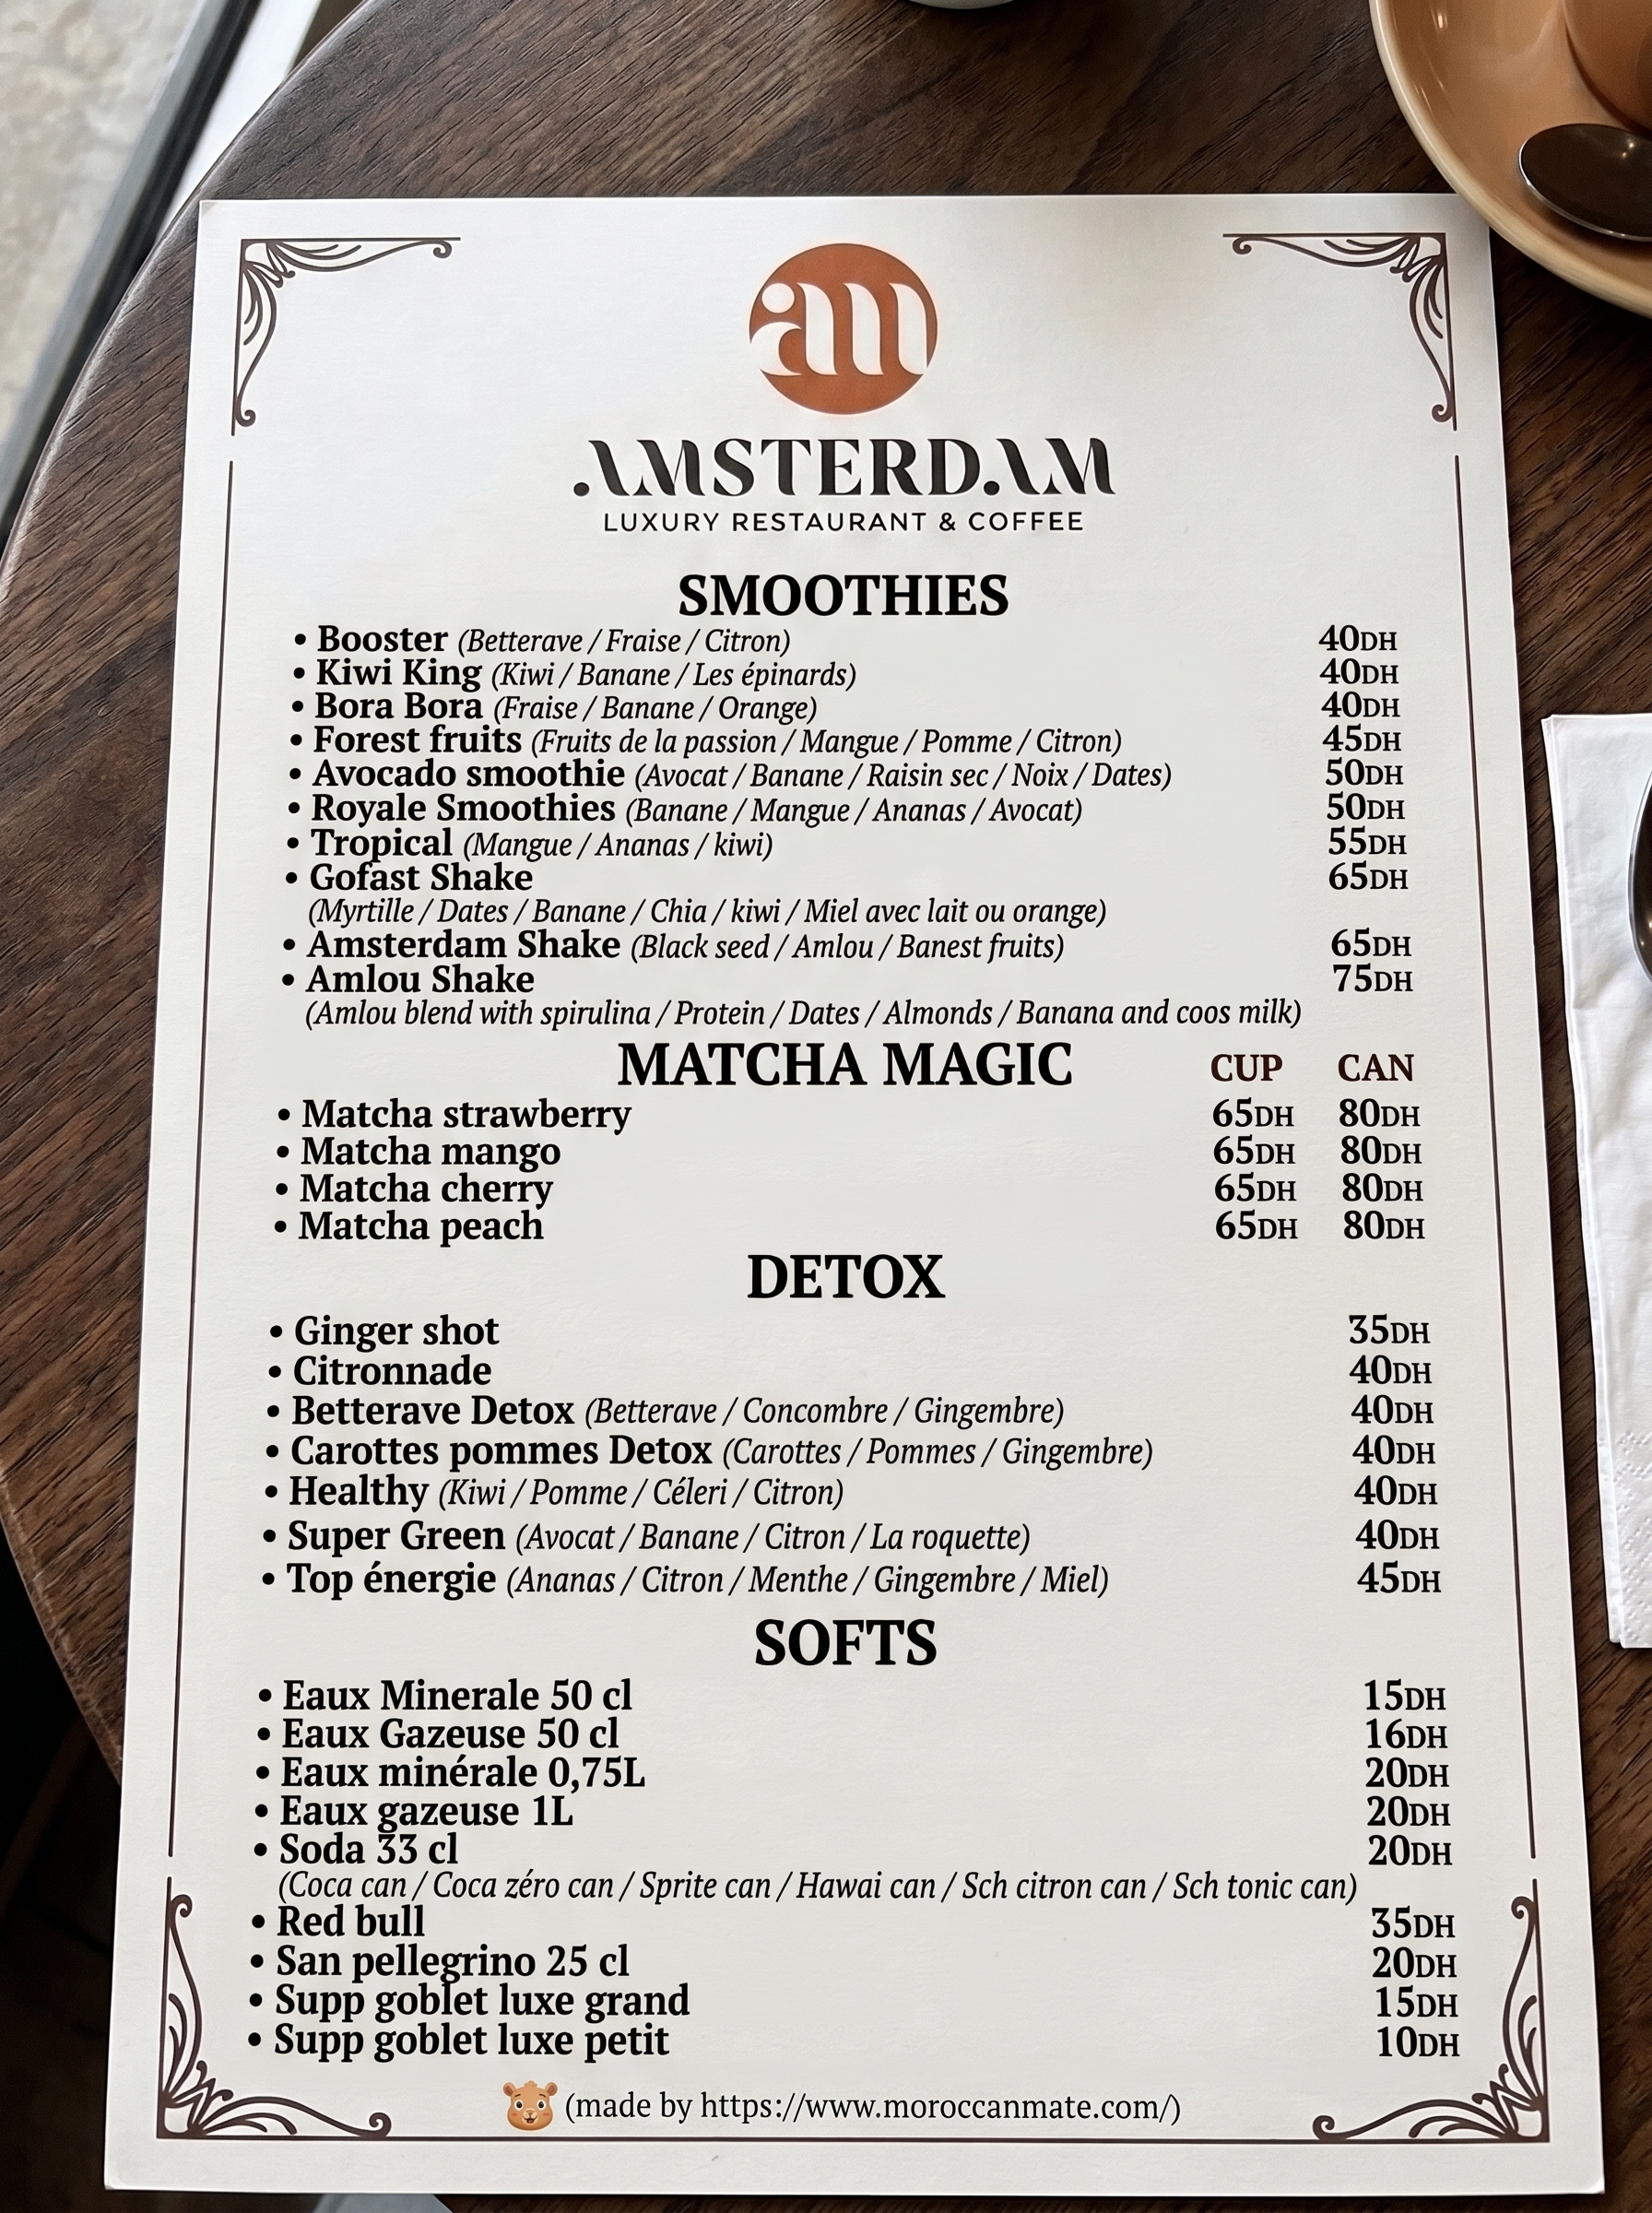 am
AMSTERDAM
LUXURY RESTAURANT & COFFEE
SMOOTHIES
• Booster (Betterave / Fraise / Citron) 40DH
• Kiwi King (Kiwi / Banane / Les épinards) 40DH
• Bora Bora (Fraise / Banane / Orange) 40DH
• Forest fruits (Fruits de la passion / Mangue / Pomme / Citron) 45DH
• Avocado smoothie (Avocat / Banane / Raisin sec / Noix / Dates) 50DH
• Royale Smoothies (Banane / Mangue / Ananas / Avocat) 50DH
• Tropical (Mangue / Ananas / kiwi) 55DH
• Gofast Shake 65DH
(Myrtille / Dates / Banane / Chia / kiwi / Miel avec lait ou orange)
• Amsterdam Shake (Black seed / Amlou / Banest fruits) 65DH
• Amlou Shake 75DH
(Amlou blend with spirulina / Protein / Dates / Almonds / Banana and coos milk)
MATCHA MAGIC CUP CAN
• Matcha strawberry 65DH 80DH
• Matcha mango 65DH 80DH
• Matcha cherry 65DH 80DH
• Matcha peach 65DH 80DH
DETOX
• Ginger shot 35DH
• Citronnade 40DH
• Betterave Detox (Betterave / Concombre / Gingembre) 40DH
• Carottes pommes Detox (Carottes / Pommes / Gingembre) 40DH
• Healthy (Kiwi / Pomme / Céleri / Citron) 40DH
• Super Green (Avocat / Banane / Citron / La roquette) 40DH
• Top énergie (Ananas / Citron / Menthe / Gingembre / Miel) 45DH
SOFTS
• Eaux Minerale 50 cl 15DH
• Eaux Gazeuse 50 cl 16DH
• Eaux minérale 0,75L 20DH
• Eaux gazeuse 1L 20DH
• Soda 33 cl 20DH
(Coca can / Coca zéro can / Sprite can / Hawai can / Sch citron can / Sch tonic can)
• Red bull 35DH
• San pellegrino 25 cl 20DH
• Supp goblet luxe grand 15DH
• Supp goblet luxe petit 10DH
(made by https://www.moroccanmate.com/)